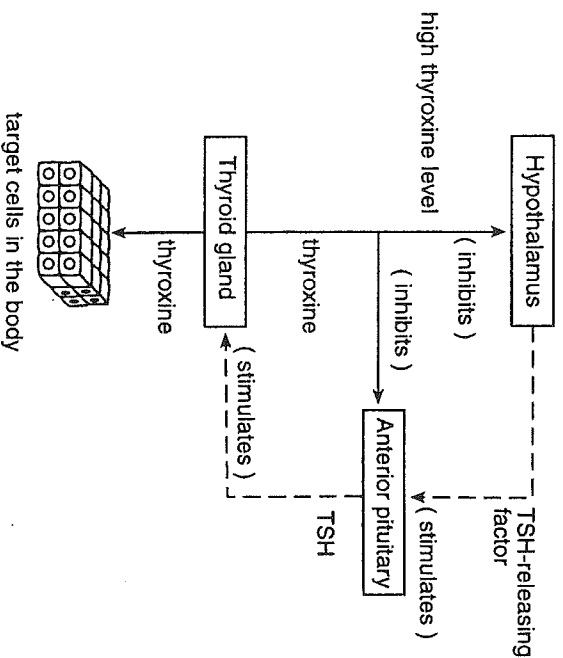 Hypothalamus
TSH-releasing
factor
high thyroxine level
( inhibits )
( stimulates )
( inhibits )
Anterior pituitary
thyroxine
TSH
Thyroid gland
( stimulates )
thyroxine
target cells in the body